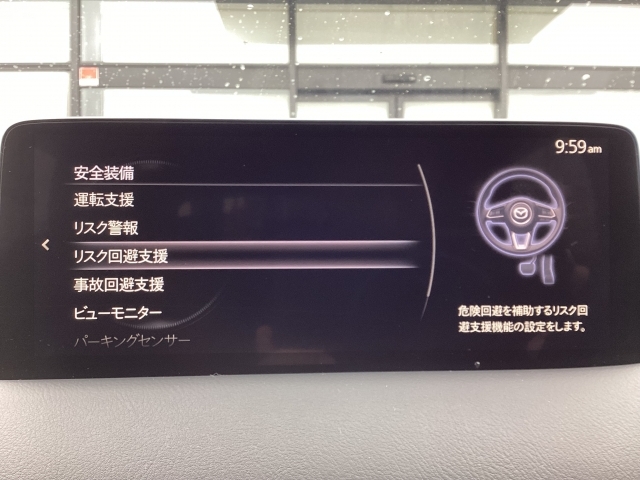 9:59 am
安全装備
運転支援
リスク警報
リスク回避支援
事故回避支援
ビューモニター
パーキングセンサー
危険回避を補助するリスク回
避支援機能の設定をします。